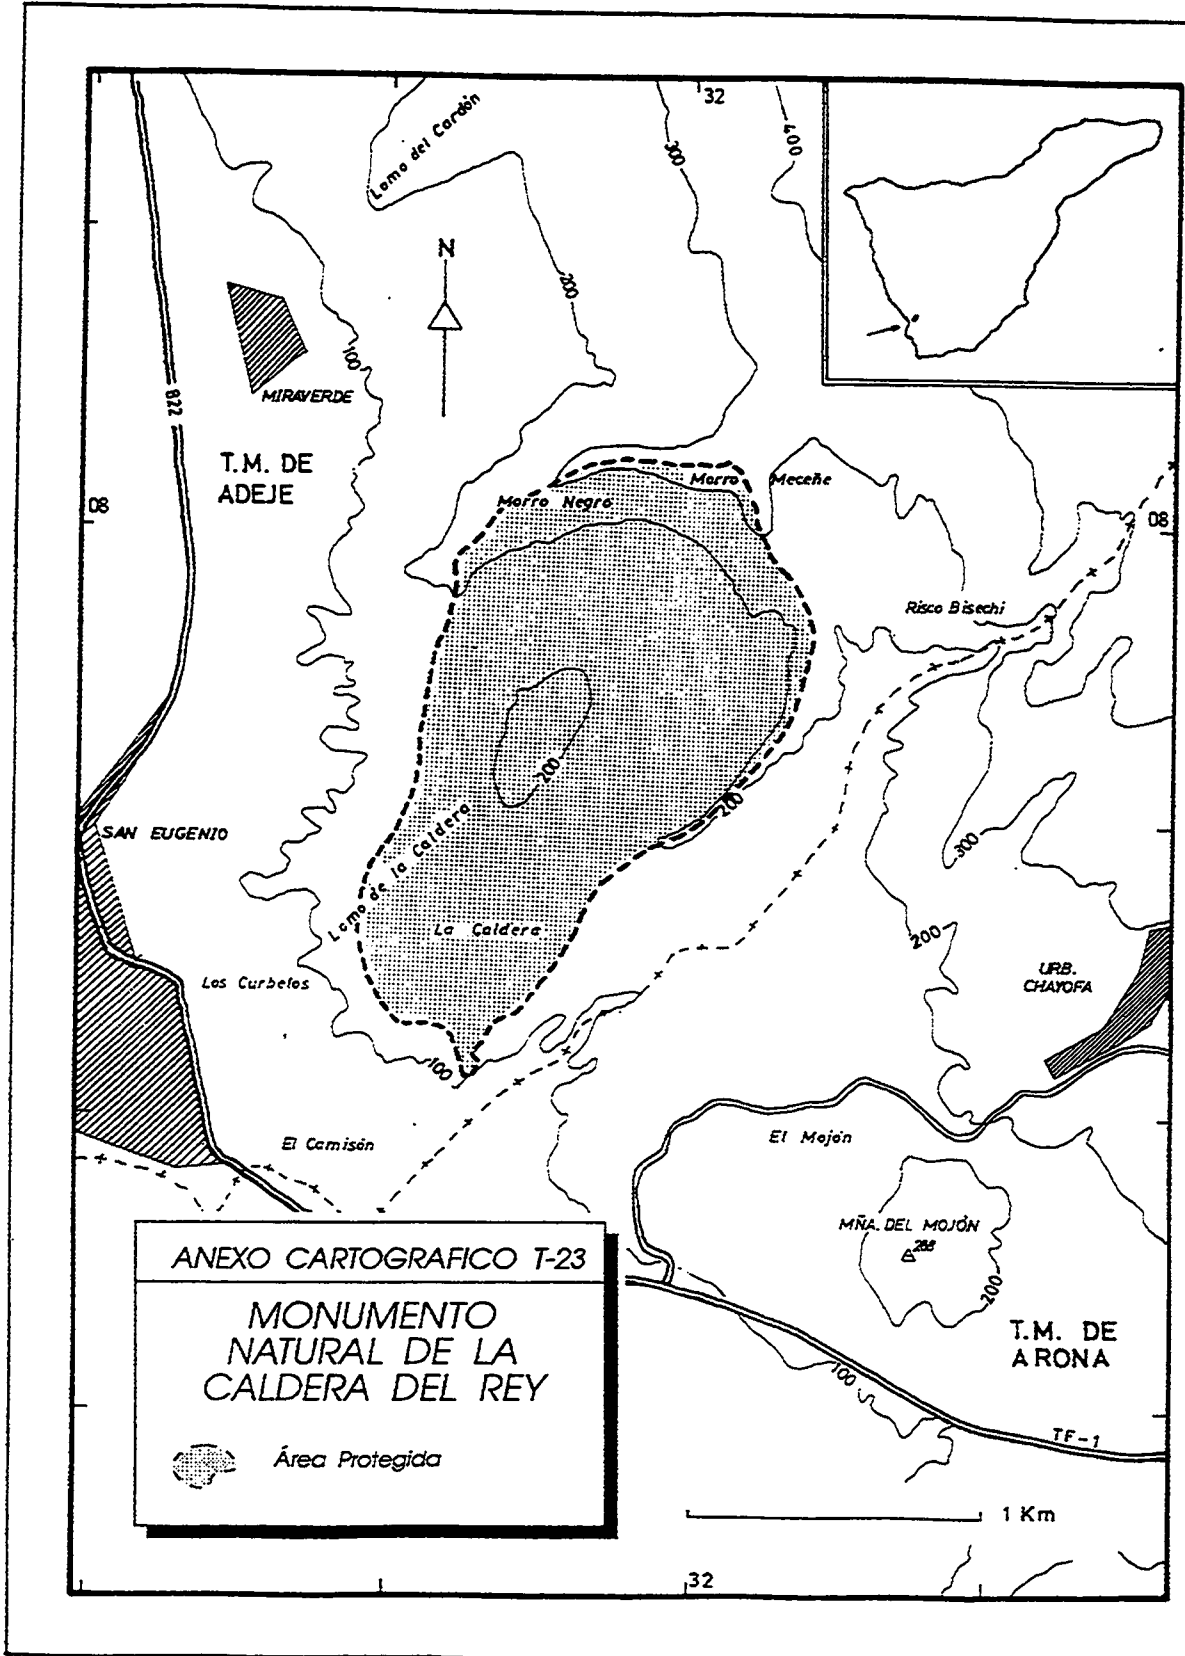 32
Lomo del Cardón
300
400
N
200
100
MIRAVERDE
822
T.M. DE
ADEJE
08
Morro Negro
Morro Meceñe
08
Risco Bisechi
200
200
300
SAN EUGENIO
Lomo de la Caldera
La Caldera
200
URB.
CHAYOFA
Los Curbelos
100
El Camisón
El Mojón
MÑA. DEL MOJÓN
268
200
T.M. DE
ARONA
100
TF-1
ANEXO CARTOGRAFICO T-23
MONUMENTO
NATURAL DE LA
CALDERA DEL REY
Área Protegida
1 Km
32